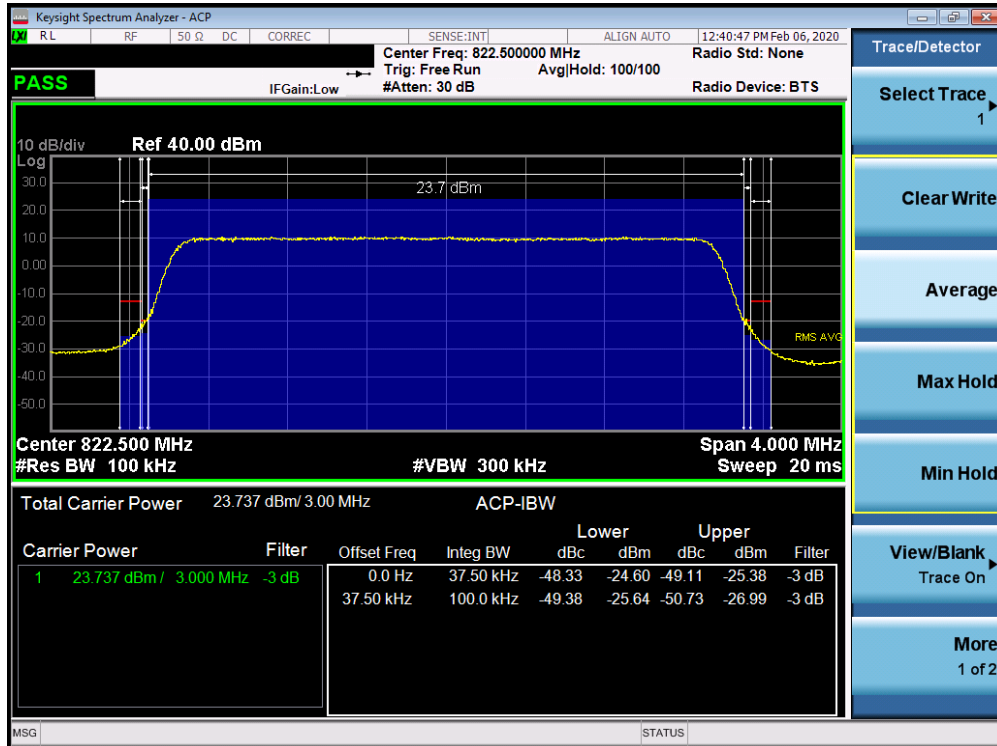 Keysight Spectrum Analyzer - ACP
LXI RL RF 50 Ω DC CORREC SENSE:INT ALIGN AUTO 12:40:47 PM Feb 06, 2020
Center Freq: 822.500000 MHz Radio Std: None
PASS Trig: Free Run Avg|Hold: 100/100
IFGain:Low #Atten: 30 dB Radio Device: BTS
10 dB/div Ref 40.00 dBm
Log
30.0
23.7 dBm
20.0
10.0
0.00
-10.0
-20.0
RMS AVG
-30.0
-40.0
-50.0
Center 822.500 MHz Span 4.000 MHz
#Res BW 100 kHz #VBW 300 kHz Sweep 20 ms
Total Carrier Power 23.737 dBm/ 3.00 MHz ACP-IBW
Lower Upper
Carrier Power Filter Offset Freq Integ BW dBc dBm dBc dBm Filter
1 23.737 dBm / 3.000 MHz -3 dB 0.0 Hz 37.50 kHz -48.33 -24.60 -49.11 -25.38 -3 dB
37.50 kHz 100.0 kHz -49.38 -25.64 -50.73 -26.99 -3 dB
MSG STATUS
Trace/Detector
Select Trace
1
Clear Write
Average
Max Hold
Min Hold
View/Blank
Trace On
More
1 of 2